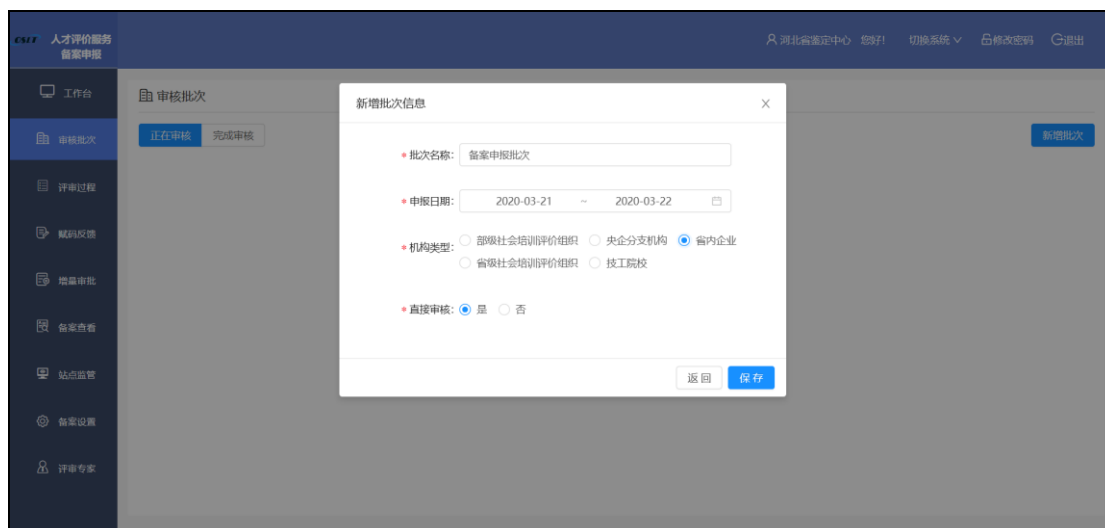 CSIT 人才评价服务
备案申报
河北省鉴定中心 您好! 切换系统 修改密码 退出
工作台
审核批次
评审过程
赋码反馈
增量审批
备案查看
站点监管
备案设置
评审专家
审核批次
正在审核 完成审核 新增批次
新增批次信息
* 批次名称: 备案申报批次
* 申报日期: 2020-03-21 ~ 2020-03-22
* 机构类型: 部级社会培训评价组织 央企分支机构 省内企业
省级社会培训评价组织 技工院校
* 直接审核: 是 否
返回 保存